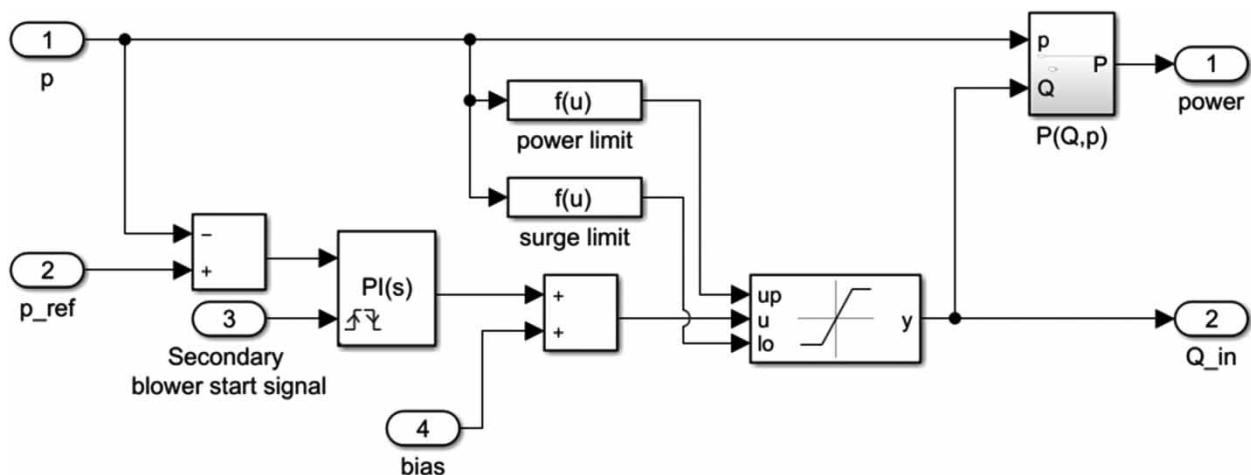 1
p
p
Q
P
P(Q,p)
1
power
f(u)
power limit
f(u)
surge limit
−
+
2
p_ref
PI(s)
3
Secondary
blower start signal
+
+
up
u
lo
y
2
Q_in
4
bias